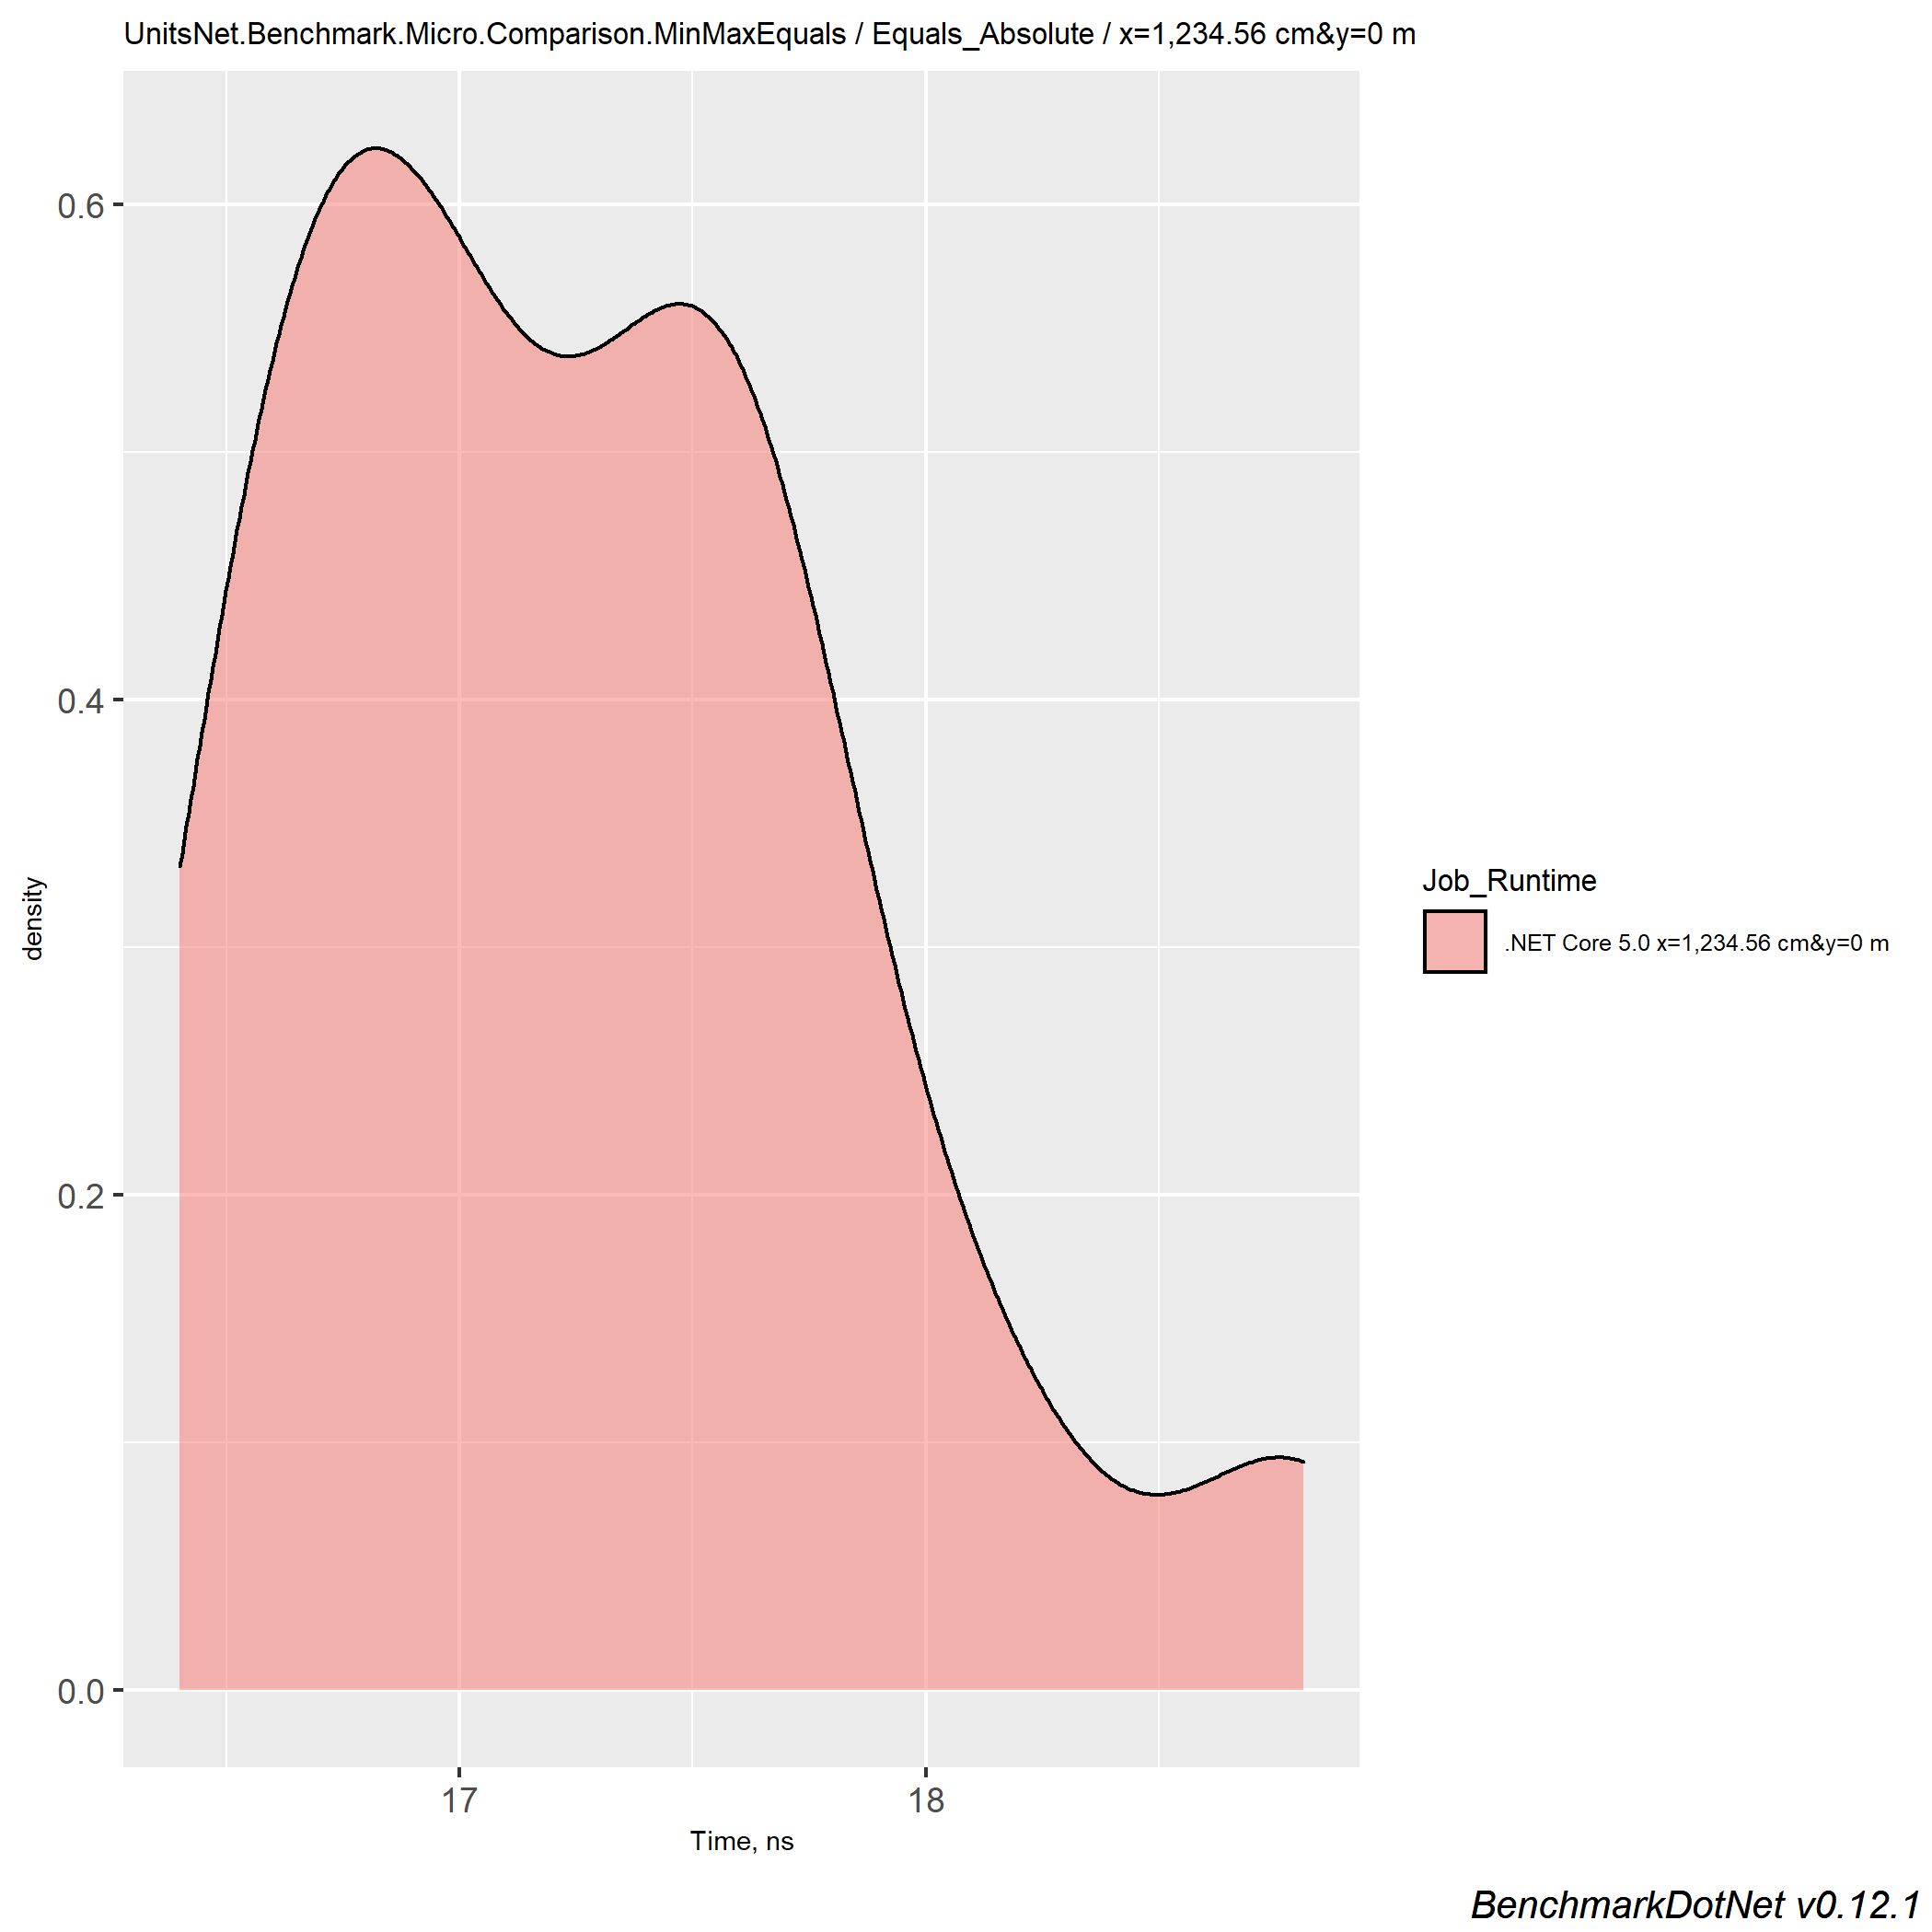 UnitsNet.Benchmark.Micro.Comparison.MinMaxEquals / Equals_Absolute / x=1,234.56 cm&y=0 m
0.6
0.4
0.2
0.0
density
17
18
Time, ns
Job_Runtime
.NET Core 5.0 x=1,234.56 cm&y=0 m
BenchmarkDotNet v0.12.1